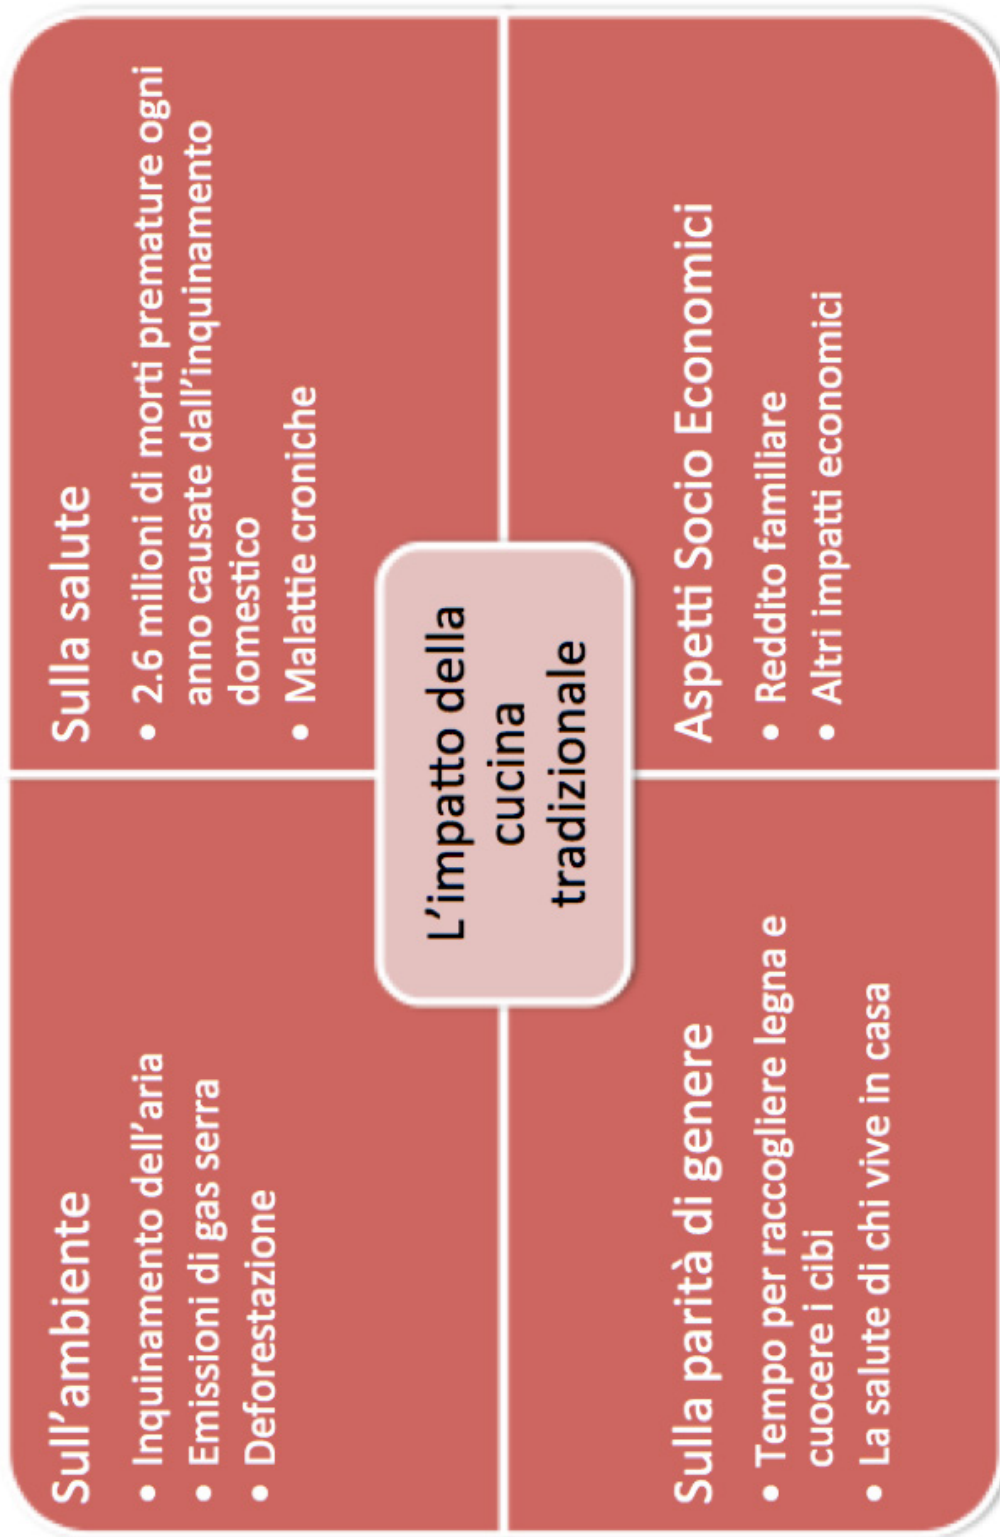 Sull'ambiente
• Inquinamento dell'aria
• Emissioni di gas serra
• Deforestazione
Sulla salute
• 2.6 milioni di morti premature ogni
anno causate dall'inquinamento
domestico
• Malattie croniche
L'impatto della
cucina
tradizionale
Sulla parità di genere
• Tempo per raccogliere legna e
cuocere i cibi
• La salute di chi vive in casa
Aspetti Socio Economici
• Reddito familiare
• Altri impatti economici